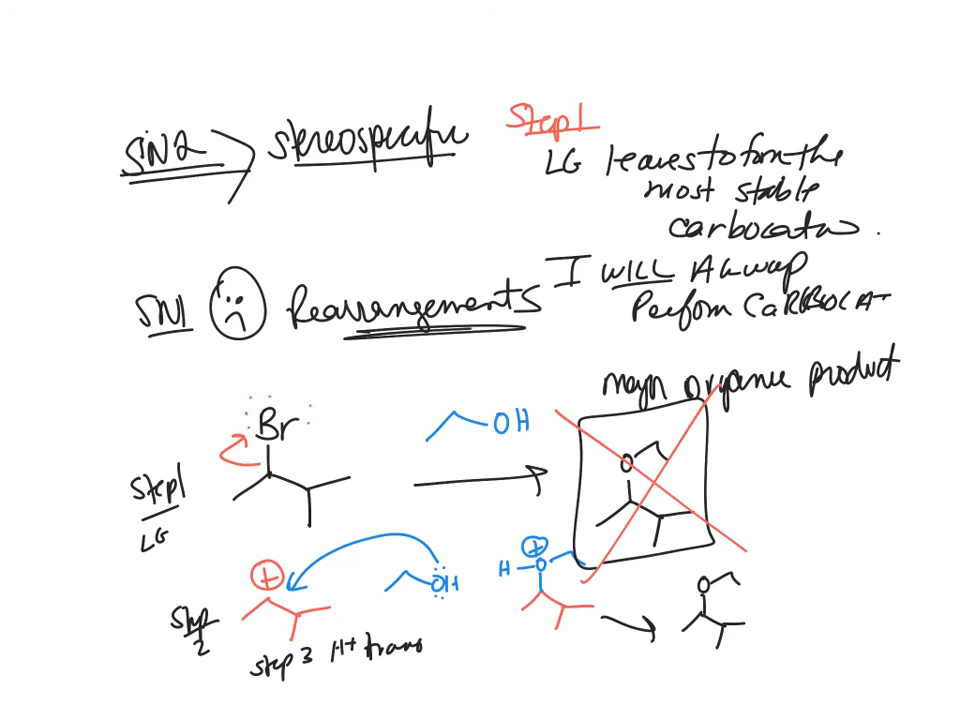 SN2 stereospecific
Step 1
LG leaves to form the
most stable
carbocation.
SN1 Rearrangements
I WILL Always
Perform CARBOCAT
major organic product
Br
OH
O
Step 1
LG
+
OH
H O +
O
Step 2
Step 3 H+ trans